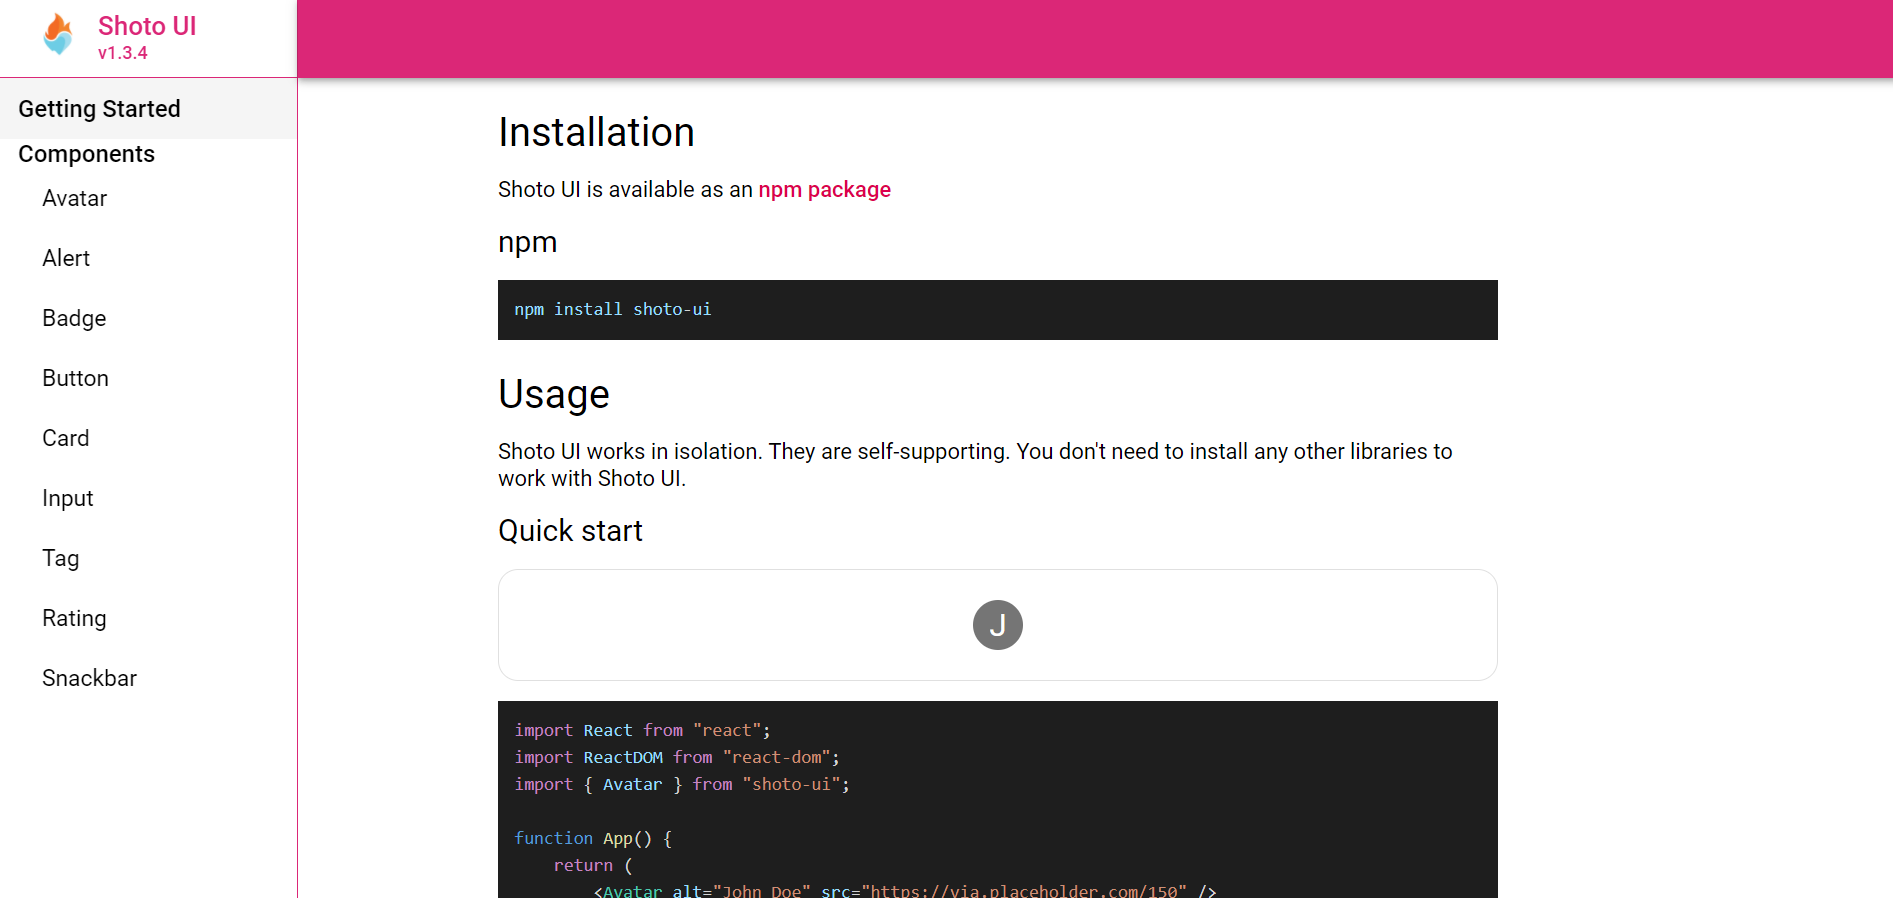 Shoto UI
v1.3.4
Getting Started
Components
Avatar
Alert
Badge
Button
Card
Input
Tag
Rating
Snackbar
Installation
Shoto UI is available as an npm package
npm
npm install shoto-ui
Usage
Shoto UI works in isolation. They are self-supporting. You don't need to install any other libraries to
work with Shoto UI.
Quick start
J
import React from "react";
import ReactDOM from "react-dom";
import { Avatar } from "shoto-ui";
function App() {
return (
<Avatar alt="John Doe" src="https://via.placeholder.com/150" />